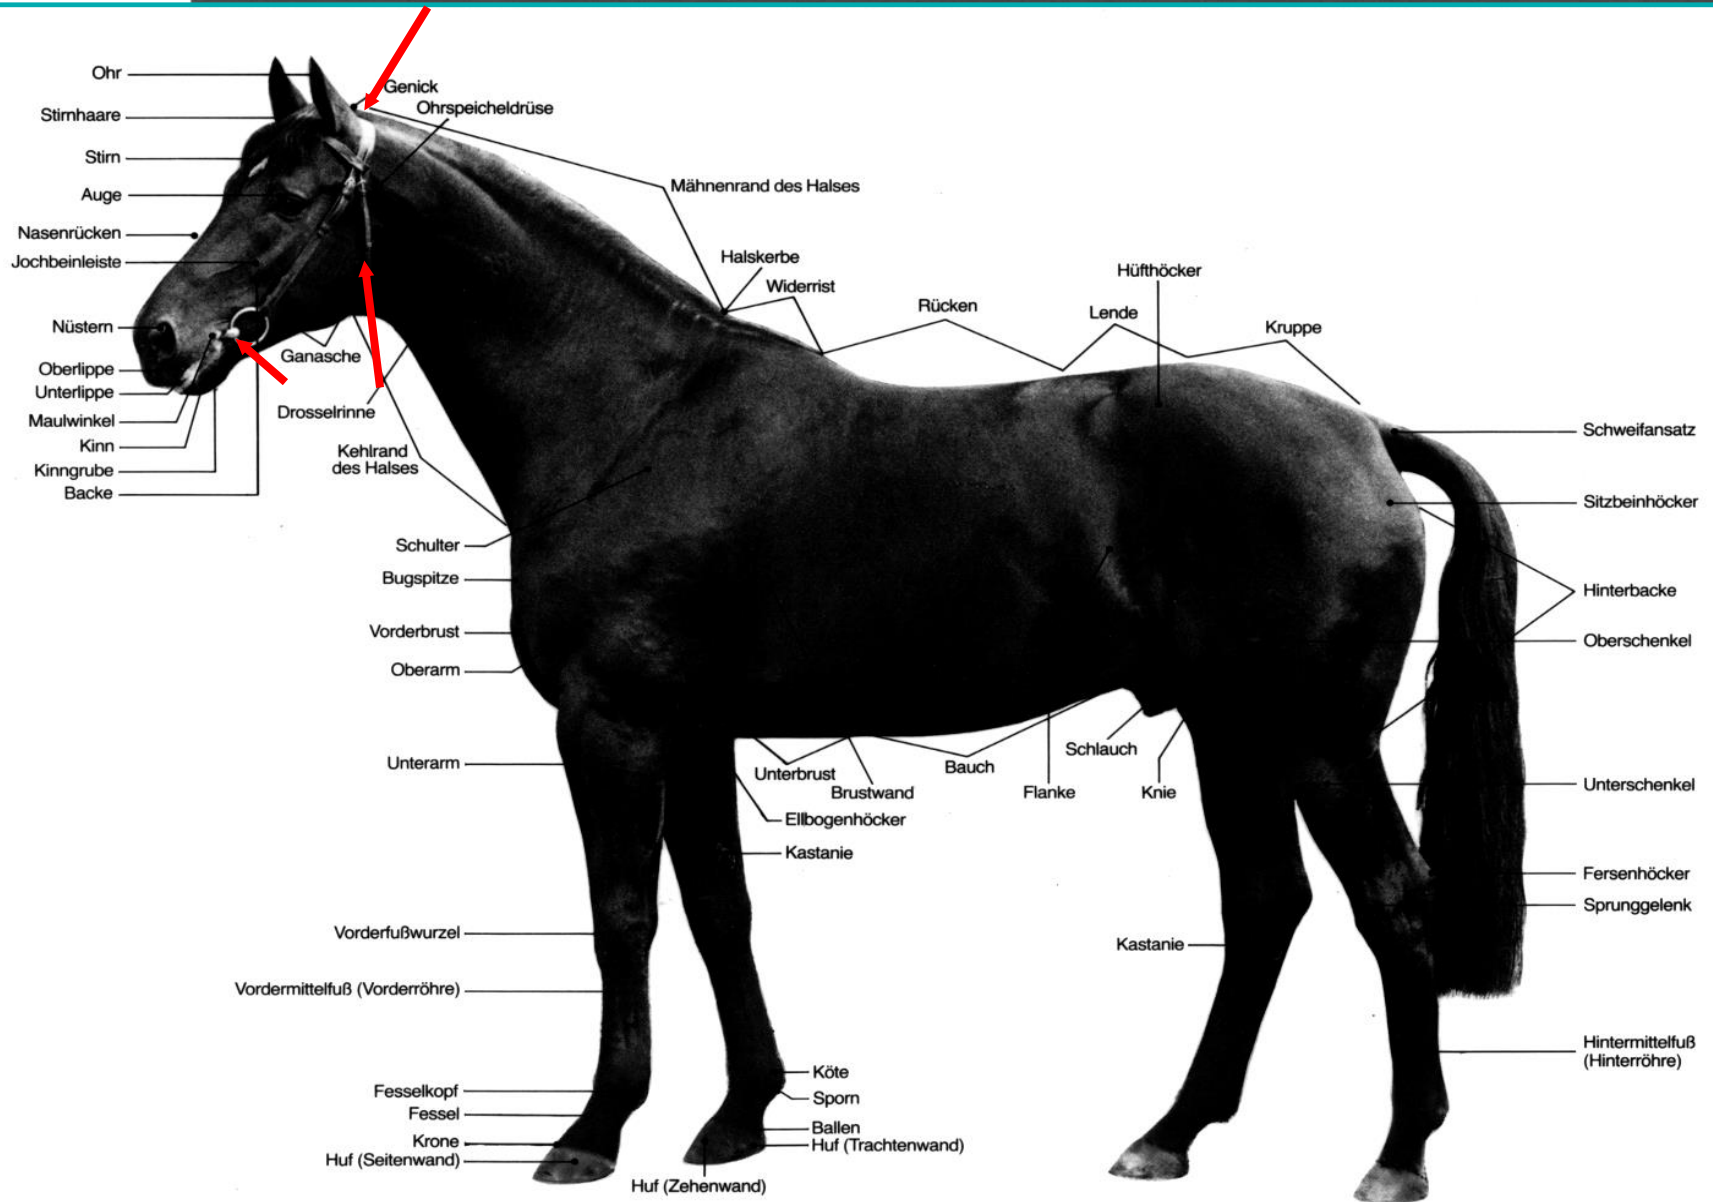 Ohr
Stirnhaare
Stirn
Auge
Nasenrücken
Jochbeinleiste
Nüstern
Oberlippe
Unterlippe
Maulwinkel
Kinn
Kinngrube
Backe
Genick
Ohrspeicheldrüse
Mähnenrand des Halses
Halskerbe
Widerrist
Rücken
Hüfthöcker
Lende
Kruppe
Ganasche
Drosselrinne
Kehlrand
des Halses
Schulter
Bugspitze
Vorderbrust
Oberarm
Unterarm
Vorderfußwurzel
Vordermittelfuß (Vorderröhre)
Fesselkopf
Fessel
Krone
Huf (Seitenwand)
Unterbrust
Brustwand
Bauch
Flanke
Schlauch
Knie
Ellbogenhöcker
Kastanie
Kastanie
Köte
Sporn
Ballen
Huf (Trachtenwand)
Huf (Zehenwand)
Schweifansatz
Sitzbeinhöcker
Hinterbacke
Oberschenkel
Unterschenkel
Fersenhöcker
Sprunggelenk
Hintermittelfuß
(Hinterröhre)